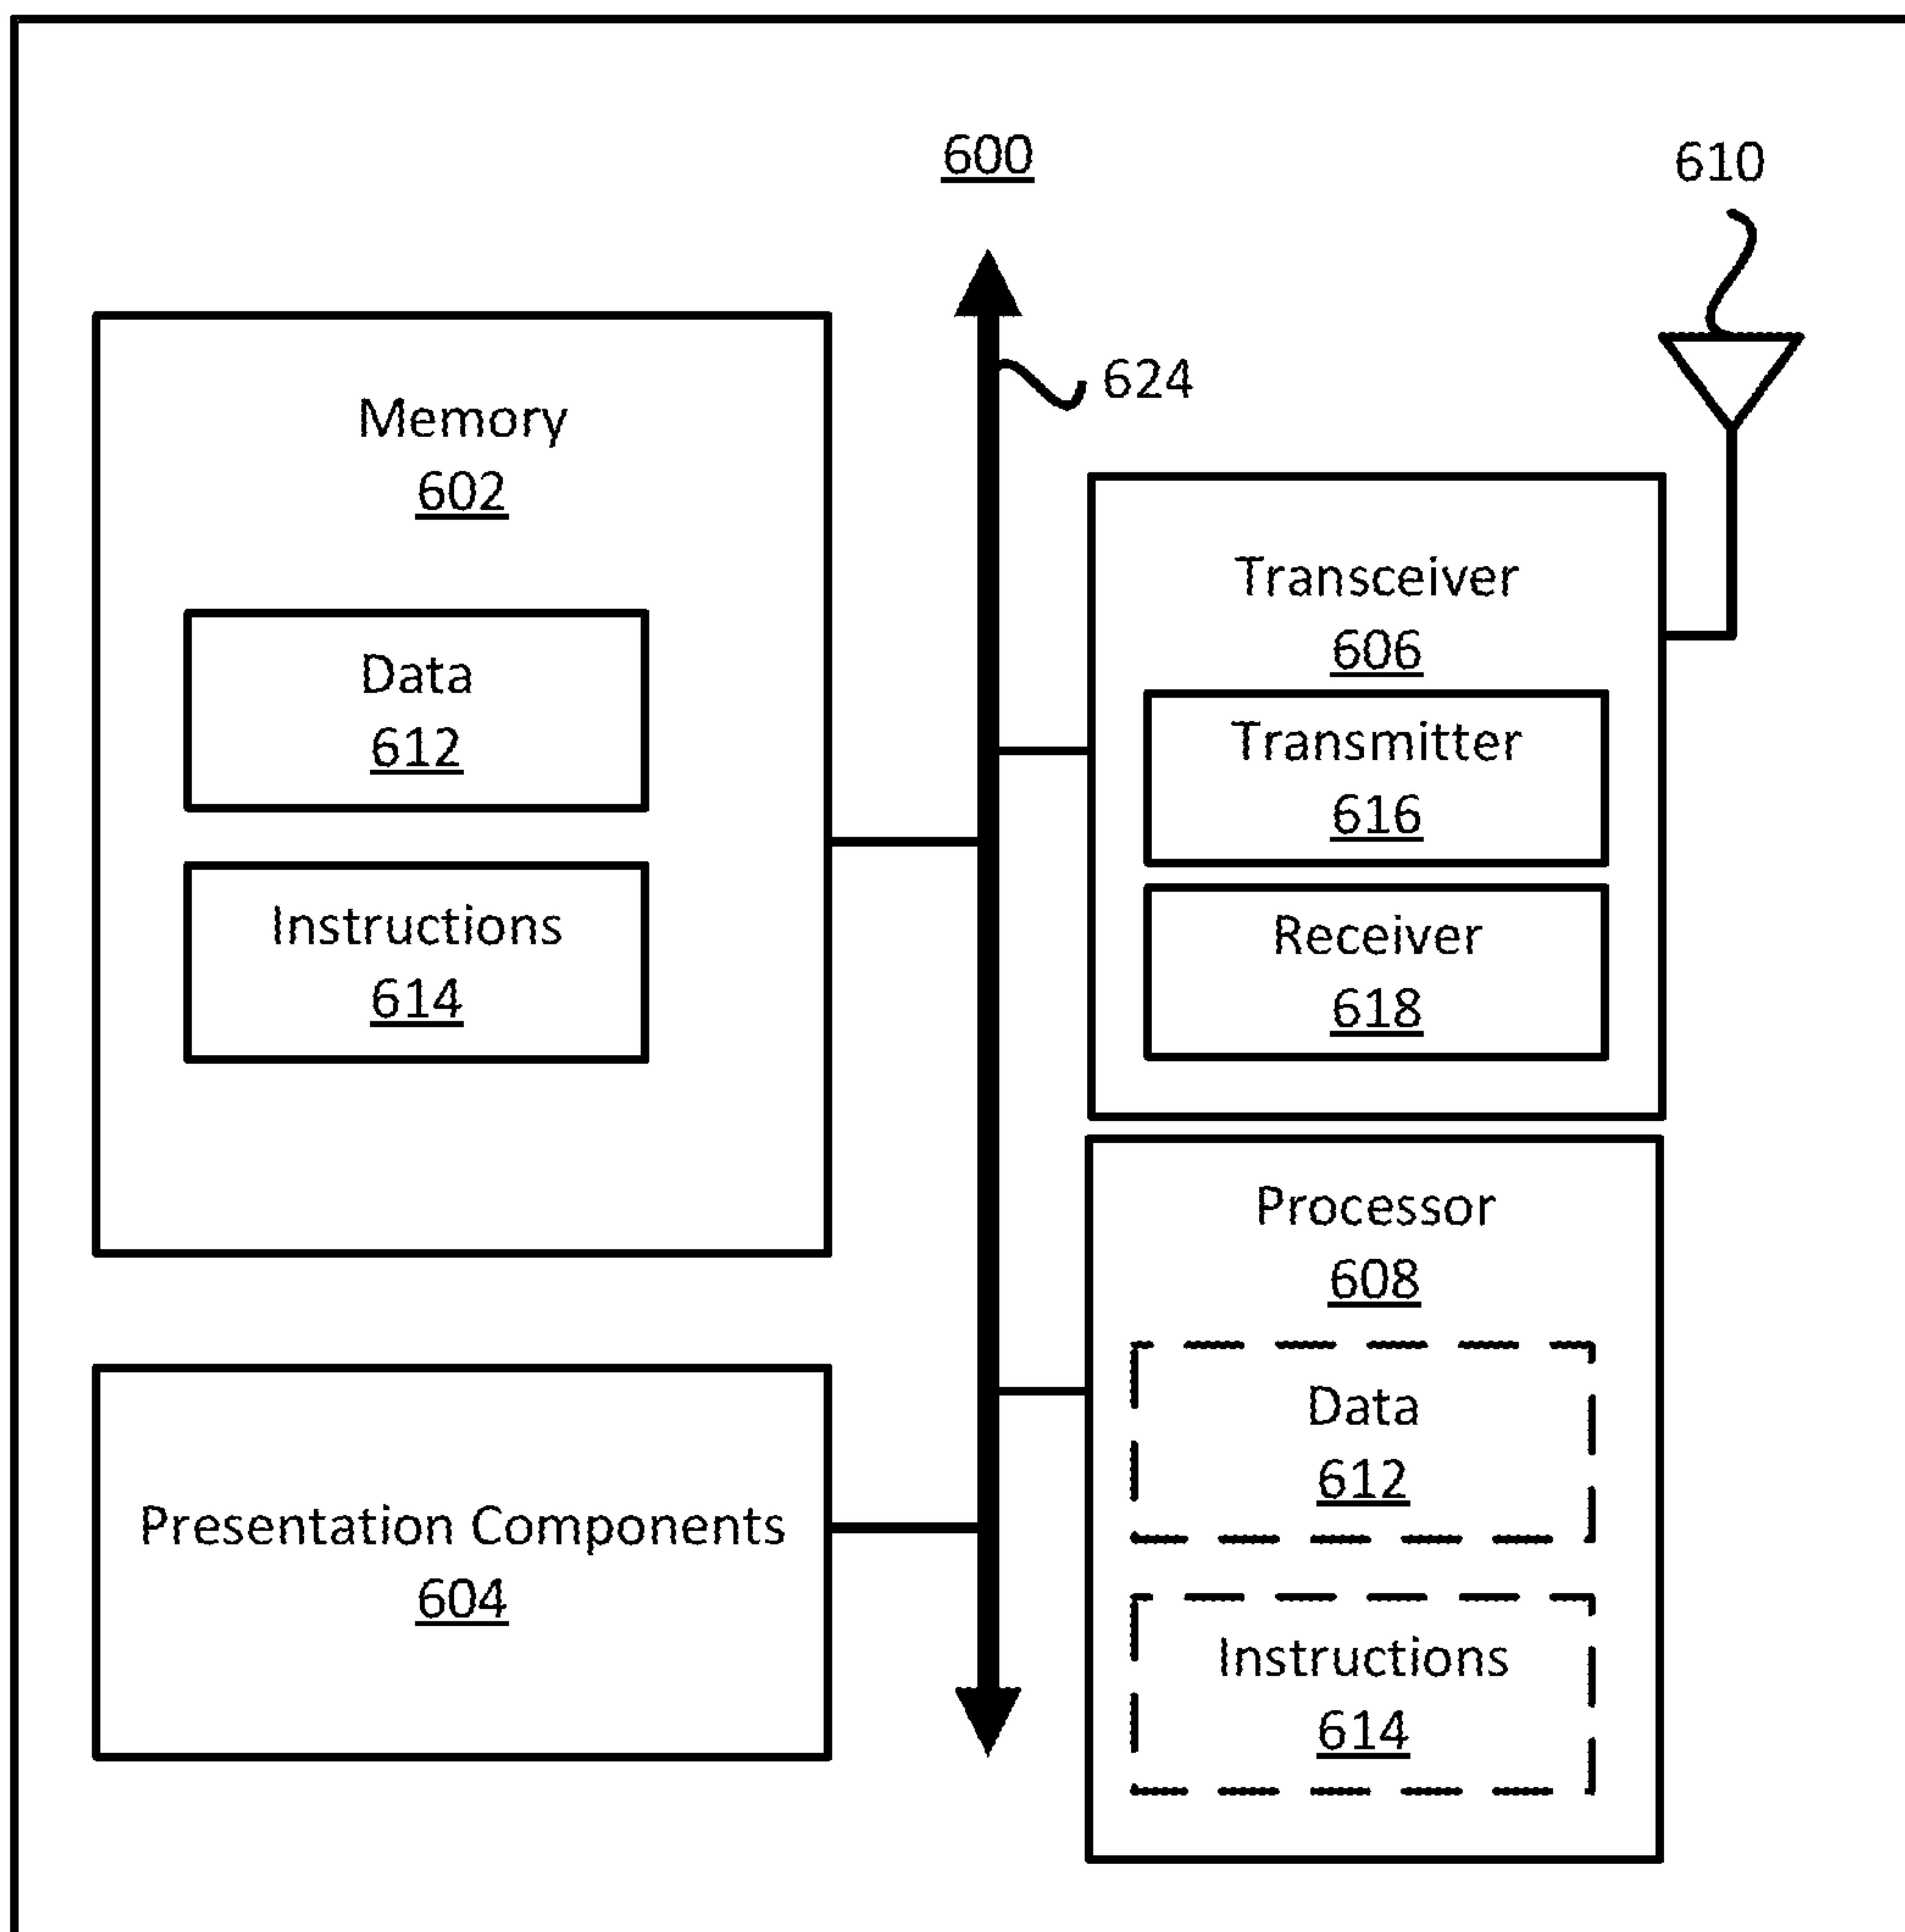 600
610
624
Memory
602
Data
612
Instructions
614
Transceiver
606
Transmitter
616
Receiver
618
Presentation Components
604
Processor
608
Data
612
Instructions
614